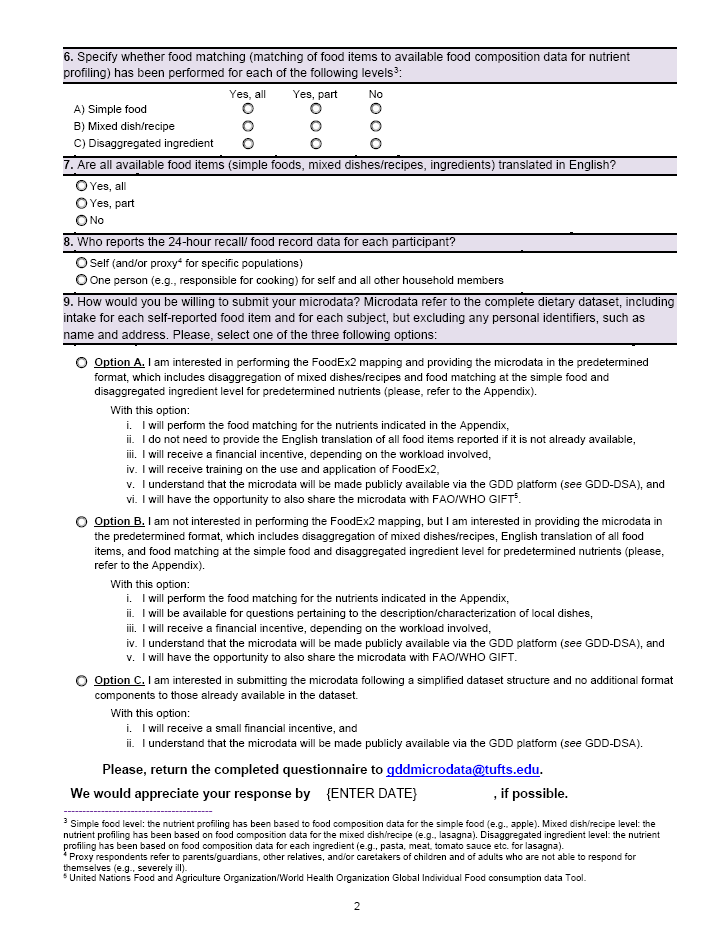 6. Specify whether food matching (matching of food items to available food composition data for nutrient
profiling) has been performed for each of the following levels3:
Yes, all Yes, part No
A) Simple food
B) Mixed dish/recipe
C) Disaggregated ingredient
7. Are all available food items (simple foods, mixed dishes/recipes, ingredients) translated in English?
Yes, all
Yes, part
No
8. Who reports the 24-hour recall/ food record data for each participant?
Self (and/or proxy4 for specific populations)
One person (e.g., responsible for cooking) for self and all other household members
9. How would you be willing to submit your microdata? Microdata refer to the complete dietary dataset, including
intake for each self-reported food item and for each subject, but excluding any personal identifiers, such as
name and address. Please, select one of the three following options:
Option A. I am interested in performing the FoodEx2 mapping and providing the microdata in the predetermined
format, which includes disaggregation of mixed dishes/recipes and food matching at the simple food and
disaggregated ingredient level for predetermined nutrients (please, refer to the Appendix).
With this option:
i. I will perform the food matching for the nutrients indicated in the Appendix,
ii. I do not need to provide the English translation of all food items reported if it is not already available,
iii. I will receive a financial incentive, depending on the workload involved,
iv. I will receive training on the use and application of FoodEx2,
v. I understand that the microdata will be made publicly available via the GDD platform (see GDD-DSA), and
vi. I will have the opportunity to also share the microdata with FAO/WHO GIFT5.
Option B. I am not interested in performing the FoodEx2 mapping, but I am interested in providing the microdata in
the predetermined format, which includes disaggregation of mixed dishes/recipes, English translation of all food
items, and food matching at the simple food and disaggregated ingredient level for predetermined nutrients (please,
refer to the Appendix).
With this option:
i. I will perform the food matching for the nutrients indicated in the Appendix,
ii. I will be available for questions pertaining to the description/characterization of local dishes,
iii. I will receive a financial incentive, depending on the workload involved,
iv. I understand that the microdata will be made publicly available via the GDD platform (see GDD-DSA), and
v. I will have the opportunity to also share the microdata with FAO/WHO GIFT.
Option C. I am interested in submitting the microdata following a simplified dataset structure and no additional format
components to those already available in the dataset.
With this option:
i. I will receive a small financial incentive, and
ii. I understand that the microdata will be made publicly available via the GDD platform (see GDD-DSA).
Please, return the completed questionnaire to gddmicrodata@tufts.edu.
We would appreciate your response by {ENTER DATE} , if possible.
3 Simple food level: the nutrient profiling has been based to food composition data for the simple food (e.g., apple). Mixed dish/recipe level: the
nutrient profiling has been based on food composition data for the mixed dish/recipe (e.g., lasagna). Disaggregated ingredient level: the nutrient
profiling has been based on food composition data for each ingredient (e.g., pasta, meat, tomato sauce etc. for lasagna).
4 Proxy respondents refer to parents/guardians, other relatives, and/or caretakers of children and of adults who are not able to respond for
themselves (e.g., severely ill).
5 United Nations Food and Agriculture Organization/World Health Organization Global Individual Food consumption data Tool.
2